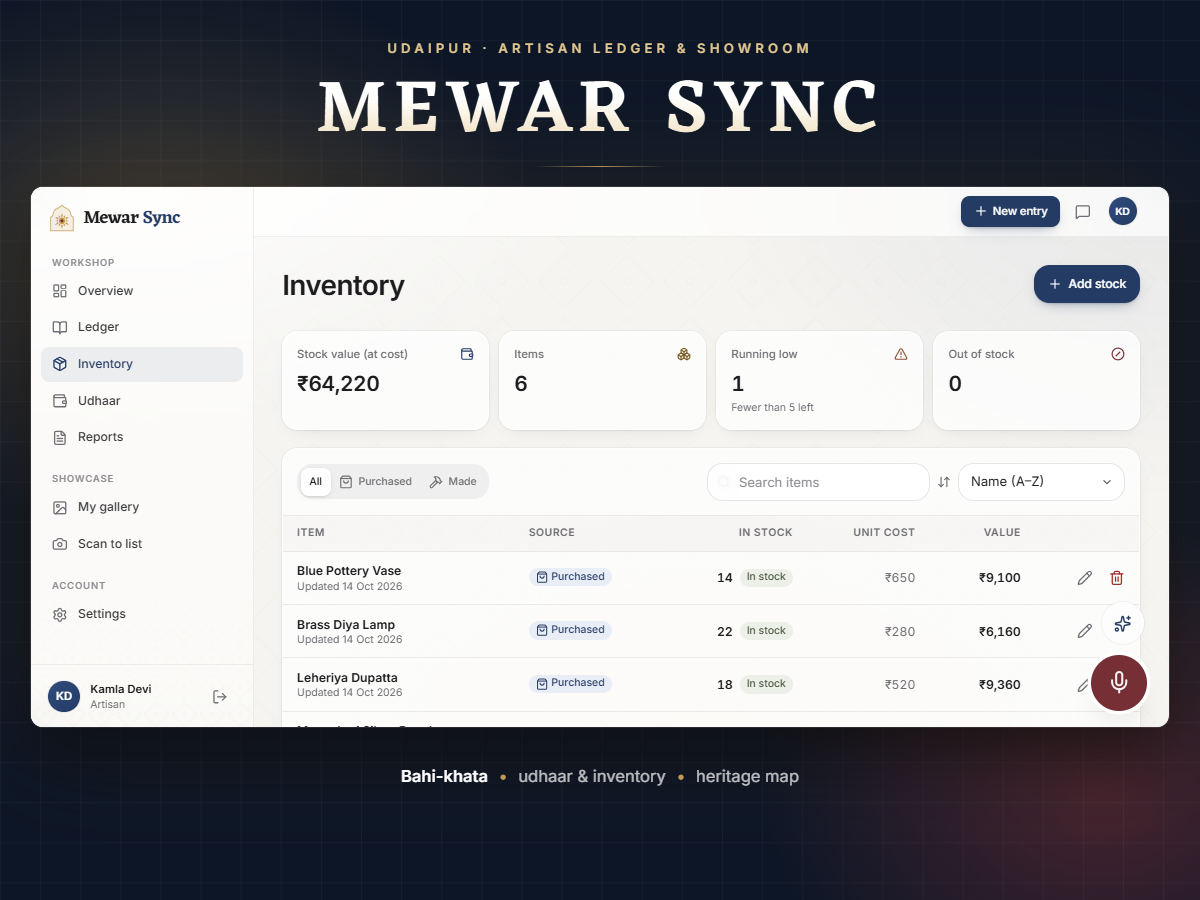 UDAIPUR · ARTISAN LEDGER & SHOWROOM
MEWAR SYNC
Mewar Sync
WORKSHOP
Overview
Ledger
Inventory
Udhaar
Reports
SHOWCASE
My gallery
Scan to list
ACCOUNT
Settings
KD
Kamla Devi
Artisan
New entry
KD
Inventory
Add stock
Stock value (at cost)
₹64,220
Items
6
Running low
1
Fewer than 5 left
Out of stock
0
All Purchased Made
Search items
Name (A–Z)
ITEM SOURCE IN STOCK UNIT COST VALUE
Blue Pottery Vase
Updated 14 Oct 2026
Purchased 14 In stock ₹650 ₹9,100
Brass Diya Lamp
Updated 14 Oct 2026
Purchased 22 In stock ₹280 ₹6,160
Leheriya Dupatta
Updated 14 Oct 2026
Purchased 18 In stock ₹520 ₹9,360
Bahi-khata • udhaar & inventory • heritage map